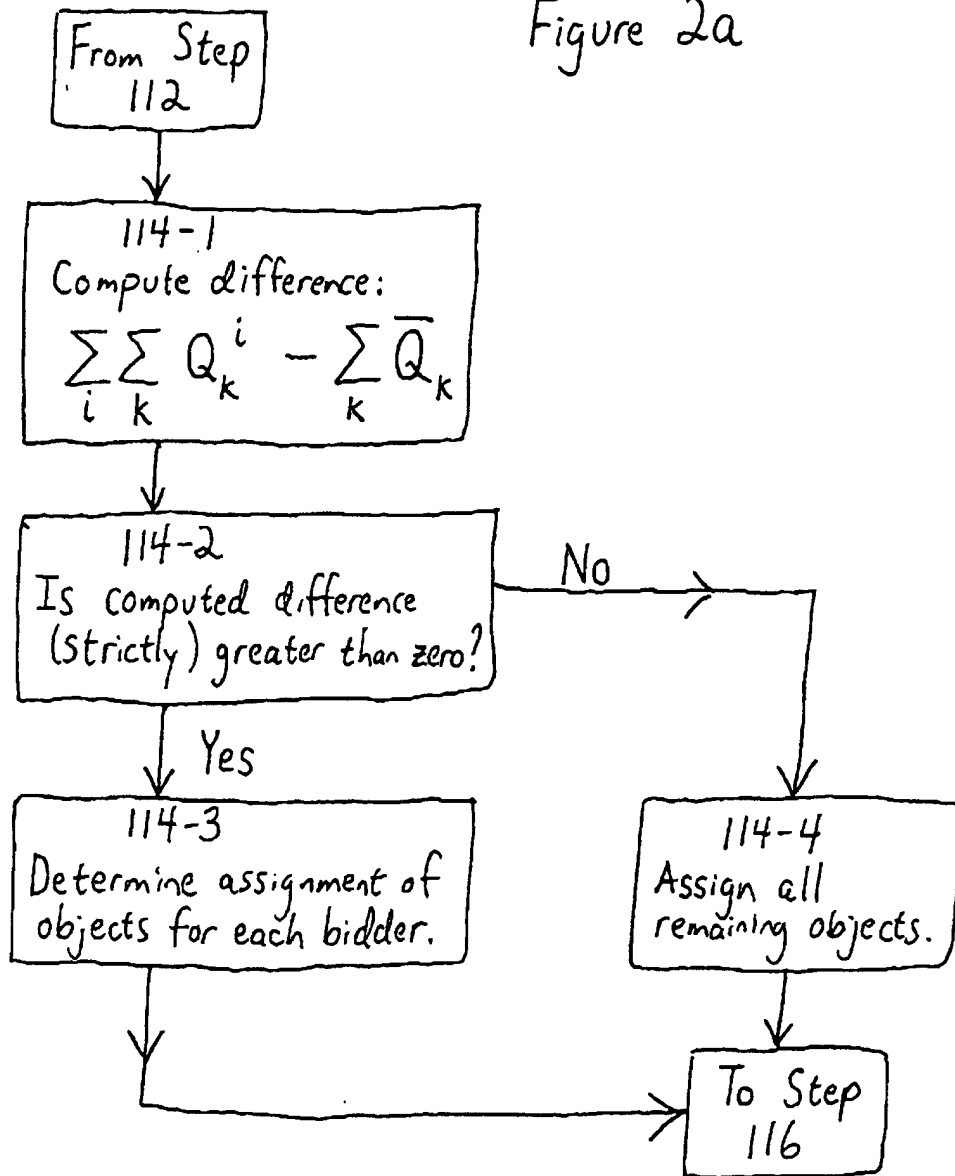 Figure 2a
From Step
112
114-1
Compute difference:
∑ ∑ Q_k^i − ∑ Q̄_k
i k k
114-2
Is computed difference
(strictly) greater than zero?
No
Yes
114-3
Determine assignment of
objects for each bidder.
114-4
Assign all
remaining objects.
To Step
116